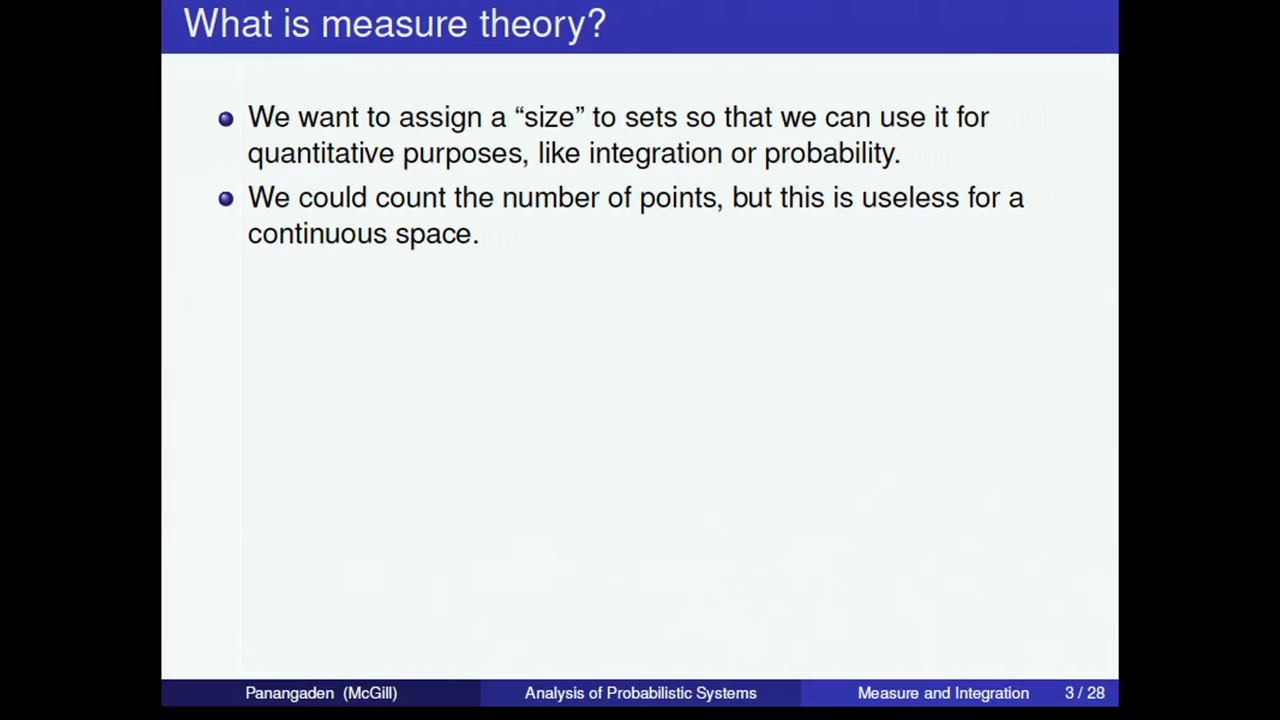 What is measure theory?
We want to assign a “size” to sets so that we can use it for
quantitative purposes, like integration or probability.
We could count the number of points, but this is useless for a
continuous space.
Panangaden (McGill) Analysis of Probabilistic Systems Measure and Integration 3 / 28